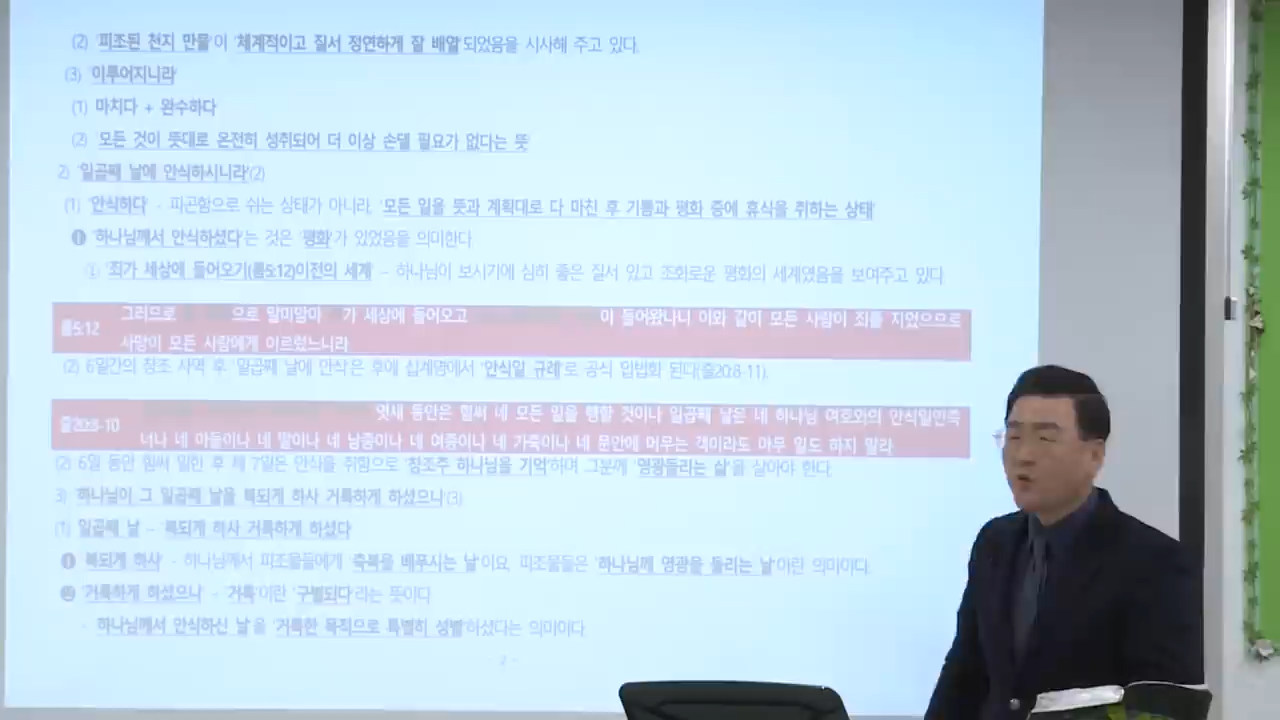 (2) '피조된 천지 만물'이 '체계적이고 질서 정연하게 잘 배열'되었음을 시사해 주고 있다.
(3) '이루어지니라'
(1) 마치다 + 완수하다
(2) '모든 것이 뜻대로 온전히 성취되어 더 이상 손댈 필요가 없다는 뜻'
2) '일곱째 날에 안식하시니라'(2)
(1) '안식하다' - 피곤함으로 쉬는 상태가 아니라, '모든 일을 뜻과 계획대로 다 마친 후 기쁨과 평화 중에 휴식을 취하는 상태'
❶ '하나님께서 안식하셨다'는 것은 '평화'가 있었음을 의미한다.
① '죄가 세상에 들어오기(롬5:12)이전의 세계' - 하나님이 보시기에 심히 좋은 질서 있고 조화로운 평화의 세계였음을 보여주고 있다.
롬5:12 그러므로 으로 말미암아 가 세상에 들어오고 이 들어왔나니 이와 같이 모든 사람이 죄를 지었으므로
사망이 모든 사람에게 이르렀느니라
(2) 6일간의 창조 사역 후 '일곱째 날에 안식'은 후에 십계명에서 '안식일 규례'로 공식 입법화 된다(출20:8-11).
출20:8-10 엿새 동안은 힘써 네 모든 일을 행할 것이나 일곱째 날은 네 하나님 여호와의 안식일인즉
너나 네 아들이나 네 딸이나 네 남종이나 네 여종이나 네 가축이나 네 문안에 머무는 객이라도 아무 일도 하지 말라
(2) 6일 동안 힘써 일한 후 제 7일은 안식을 취함으로 '창조주 하나님을 기억'하며 그분께 '영광돌리는 삶'을 살아야 한다.
3) '하나님이 그 일곱째 날을 복되게 하사 거룩하게 하셨으니'(3)
(1) 일곱째 날 - 복되게 하사 거룩하게 하셨다
❶ '복되게 하사' - 하나님께서 피조물들에게 '축복을 배푸시는 날'이요, 피조물들은 '하나님께 영광을 돌리는 날'이란 의미이다.
❷ '거룩하게 하셨으니' - '거룩'이란 '구별되다'라는 뜻이다
- '하나님께서 안식하신 날'을 '거룩한 목적으로 특별히 성별'하셨다는 의미이다.
- 2 -